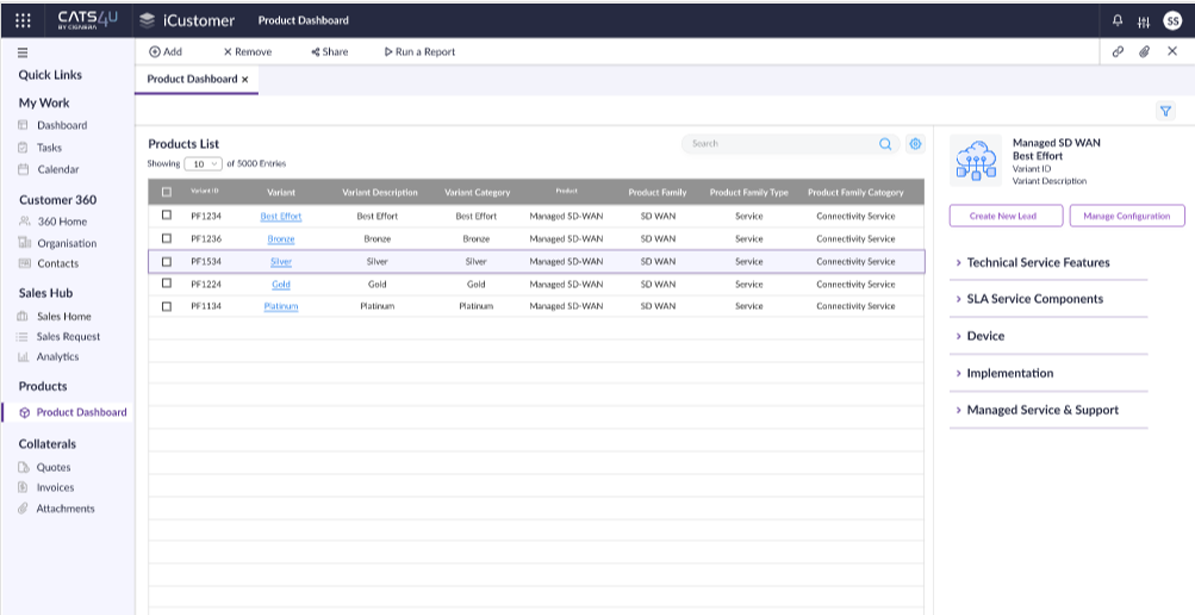 CATS4U
BY CIGNERA
iCustomer
Product Dashboard
SS
Add
Remove
Share
Run a Report
Quick Links
My Work
Dashboard
Tasks
Calendar
Customer 360
360 Home
Organisation
Contacts
Sales Hub
Sales Home
Sales Request
Analytics
Products
Product Dashboard
Collaterals
Quotes
Invoices
Attachments
Product Dashboard x
Products List
Search
Showing 10 of 5000 Entries
Variant ID Variant Variant Description Variant Category Product Product Family Product Family Type Product Family Category
PF1234 Best Effort Best Effort Best Effort Managed SD-WAN SD WAN Service Connectivity Service
PF1236 Bronze Bronze Bronze Managed SD-WAN SD WAN Service Connectivity Service
PF1534 Silver Silver Silver Managed SD-WAN SD WAN Service Connectivity Service
PF1224 Gold Gold Gold Managed SD-WAN SD WAN Service Connectivity Service
PF1134 Platinum Platinum Platinum Managed SD-WAN SD WAN Service Connectivity Service
Managed SD WAN
Best Effort
Variant ID
Variant Description
Create New Lead
Manage Configuration
Technical Service Features
SLA Service Components
Device
Implementation
Managed Service & Support